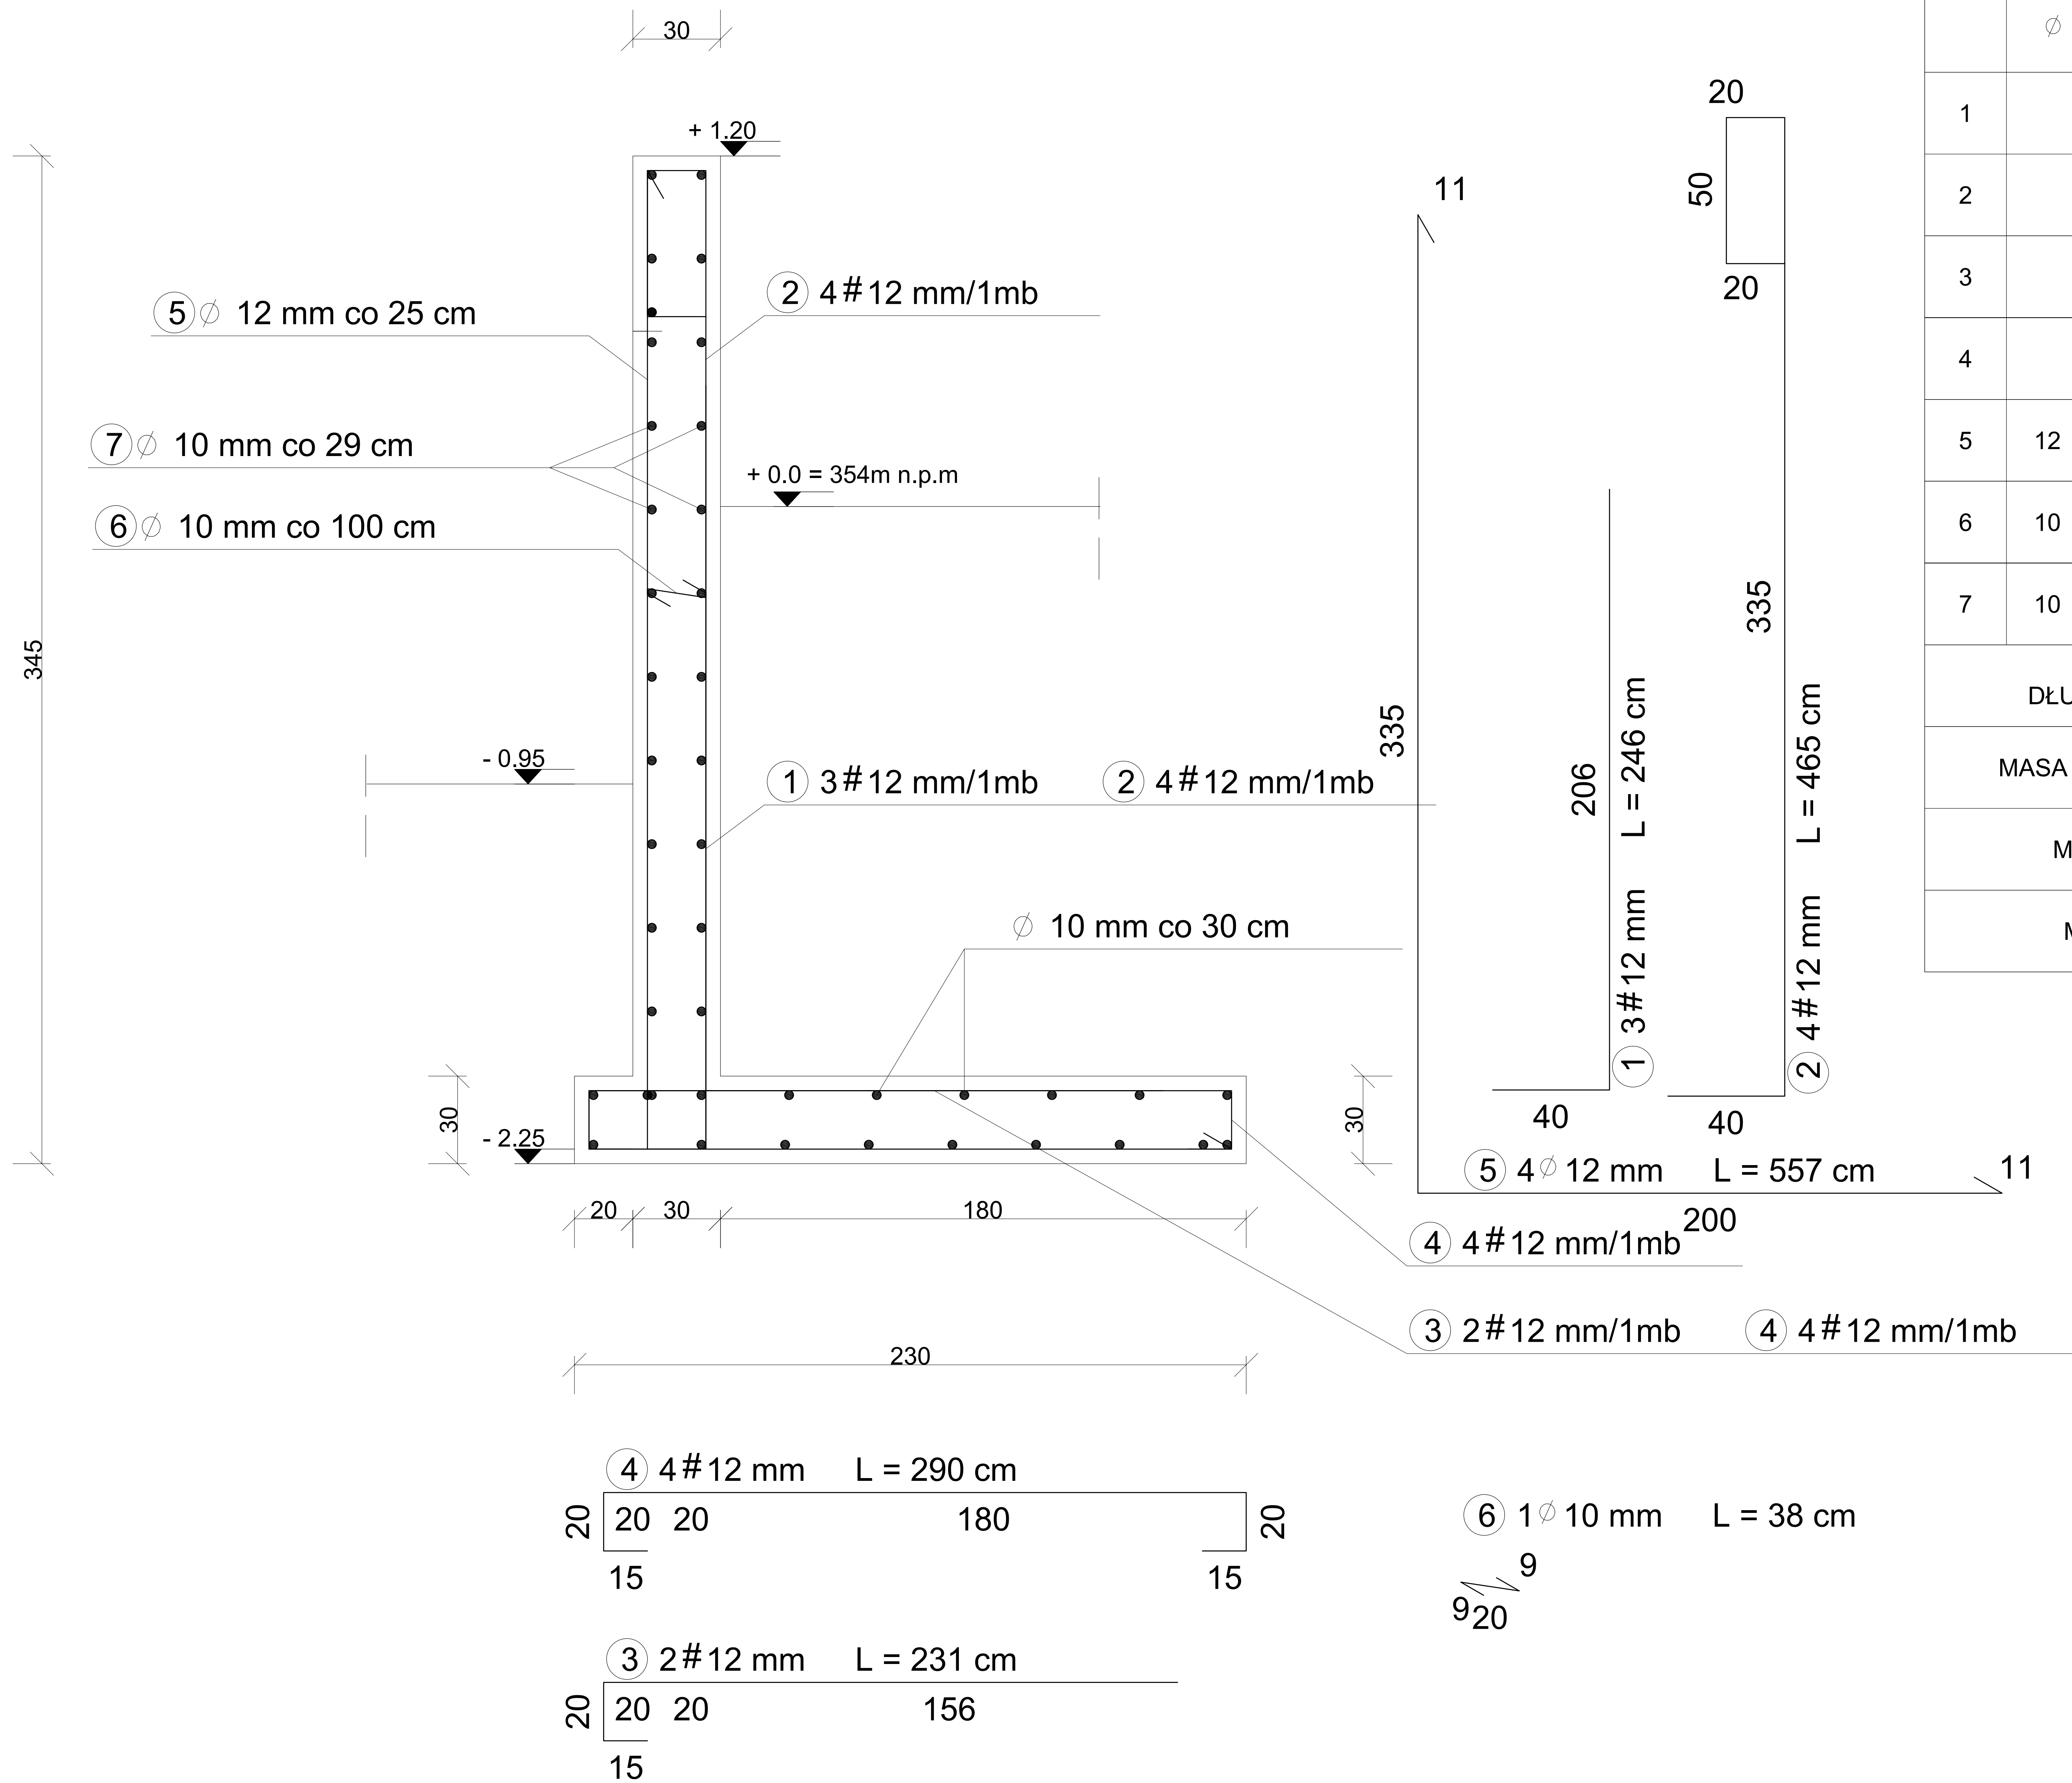 30
+ 1.20
5 ⌀ 12 mm co 25 cm
2 4#12 mm/1mb
7 ⌀ 10 mm co 29 cm
+ 0.0 = 354m n.p.m
6 ⌀ 10 mm co 100 cm
345
- 0.95
1 3#12 mm/1mb 2 4#12 mm/1mb
⌀ 10 mm co 30 cm
30
- 2.25
30
20 30 180
230
4 4#12 mm/1mb
3 2#12 mm/1mb 4 4#12 mm/1mb
11
335
5 4⌀12 mm L = 557 cm
11
200
206
1 3#12 mm L = 246 cm
40
20
50
20
335
2 4#12 mm L = 465 cm
40
4 4#12 mm L = 290 cm
20 20 20 180 20
15 15
3 2#12 mm L = 231 cm
20 20 20 156
15
6 1⌀10 mm L = 38 cm
9
9 20
⌀
1
2
3
4
5 12
6 10
7 10
DŁU
MASA
M
M